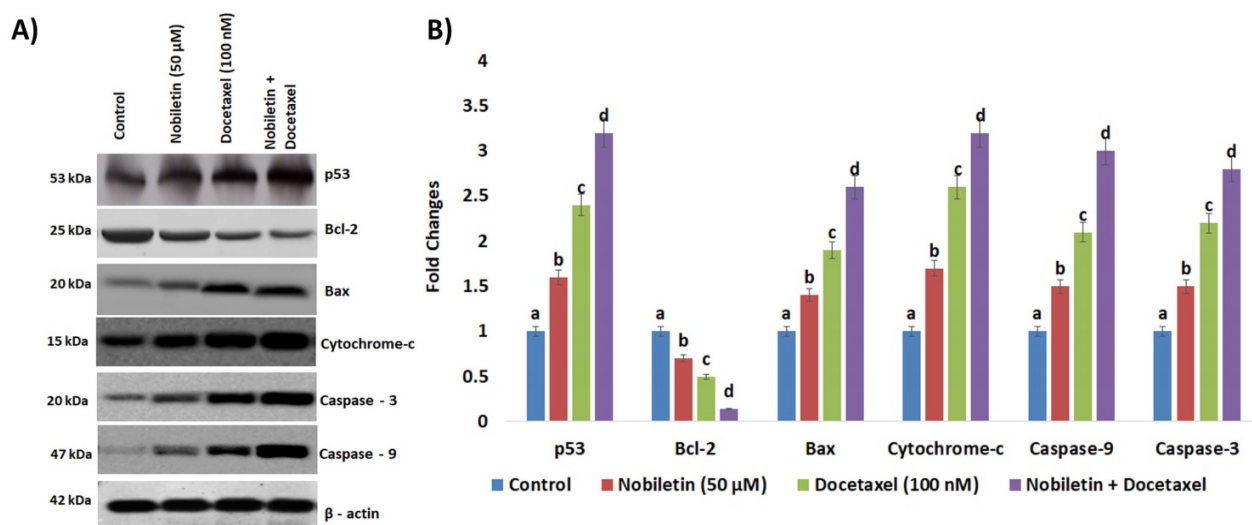 A)
Control
Nobiletin (50 µM)
Docetaxel (100 nM)
Nobiletin +
Docetaxel
53 kDa
p53
25 kDa
Bcl-2
20 kDa
Bax
15 kDa
Cytochrome-c
20 kDa
Caspase - 3
47 kDa
Caspase - 9
42 kDa
β - actin
B)
Fold Changes
4
3.5
3
2.5
2
1.5
1
0.5
0
a b c d
a b c d
a b c d
a b c d
a b c d
a b c d
p53 Bcl-2 Bax Cytochrome-c Caspase-9 Caspase-3
Control Nobiletin (50 µM) Docetaxel (100 nM) Nobiletin + Docetaxel